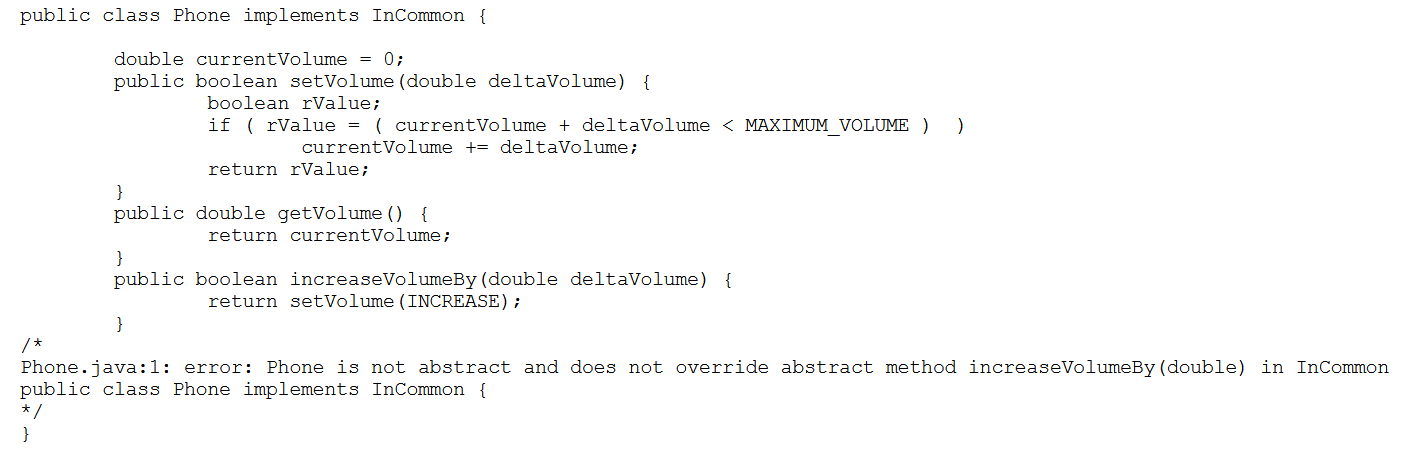 public class Phone implements InCommon {

        double currentVolume = 0;
        public boolean setVolume(double deltaVolume) {
                boolean rValue;
                if ( rValue = ( currentVolume + deltaVolume < MAXIMUM_VOLUME )  )
                        currentVolume += deltaVolume;
                return rValue;
        }
        public double getVolume() {
                return currentVolume;
        }
        public boolean increaseVolumeBy(double deltaVolume) {
                return setVolume(INCREASE);
        }
/*
Phone.java:1: error: Phone is not abstract and does not override abstract method increaseVolumeBy(double) in InCommon
public class Phone implements InCommon {
*/
}